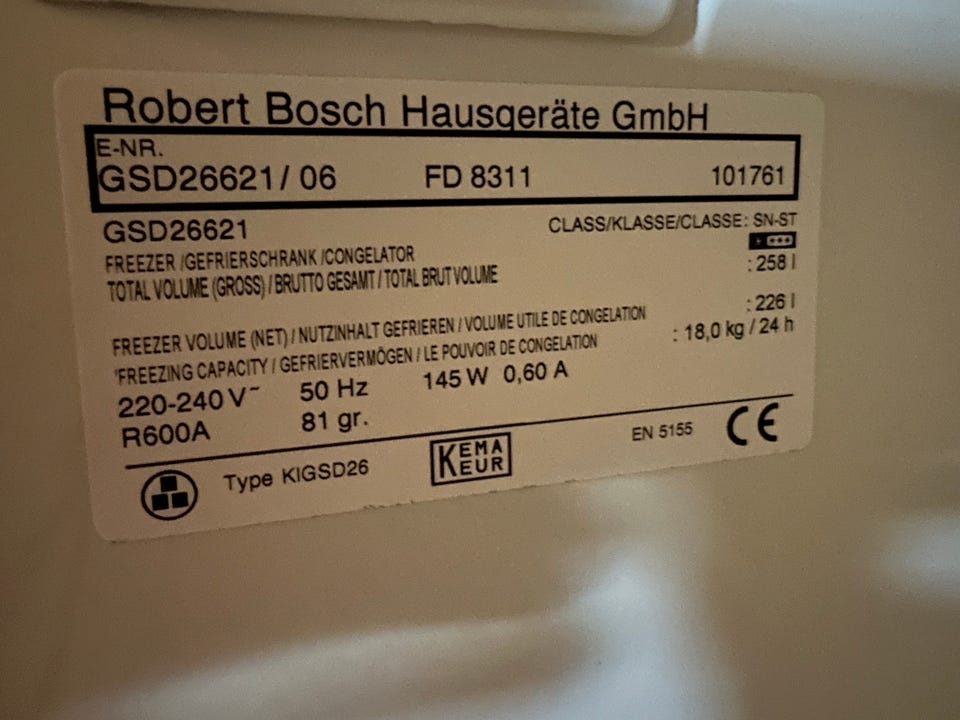 Robert Bosch Hausgeräte GmbH
E-NR.
GSD26621/ 06 FD 8311 101761
GSD26621 CLASS/KLASSE/CLASSE: SN-ST
FREEZER /GEFRIERSCHRANK /CONGELATOR
TOTAL VOLUME (GROSS) / BRUTTO GESAMT / TOTAL BRUT VOLUME : 258 l
FREEZER VOLUME (NET) / NUTZINHALT GEFRIEREN / VOLUME UTILE DE CONGELATION : 226 l
*FREEZING CAPACITY / GEFRIERVERMÖGEN / LE POUVOIR DE CONGELATION : 18,0 kg / 24 h
220-240 V~ 50 Hz 145 W 0,60 A
R600A 81 gr.
Type KIGSD26 KEMA KEUR EN 5155 CE